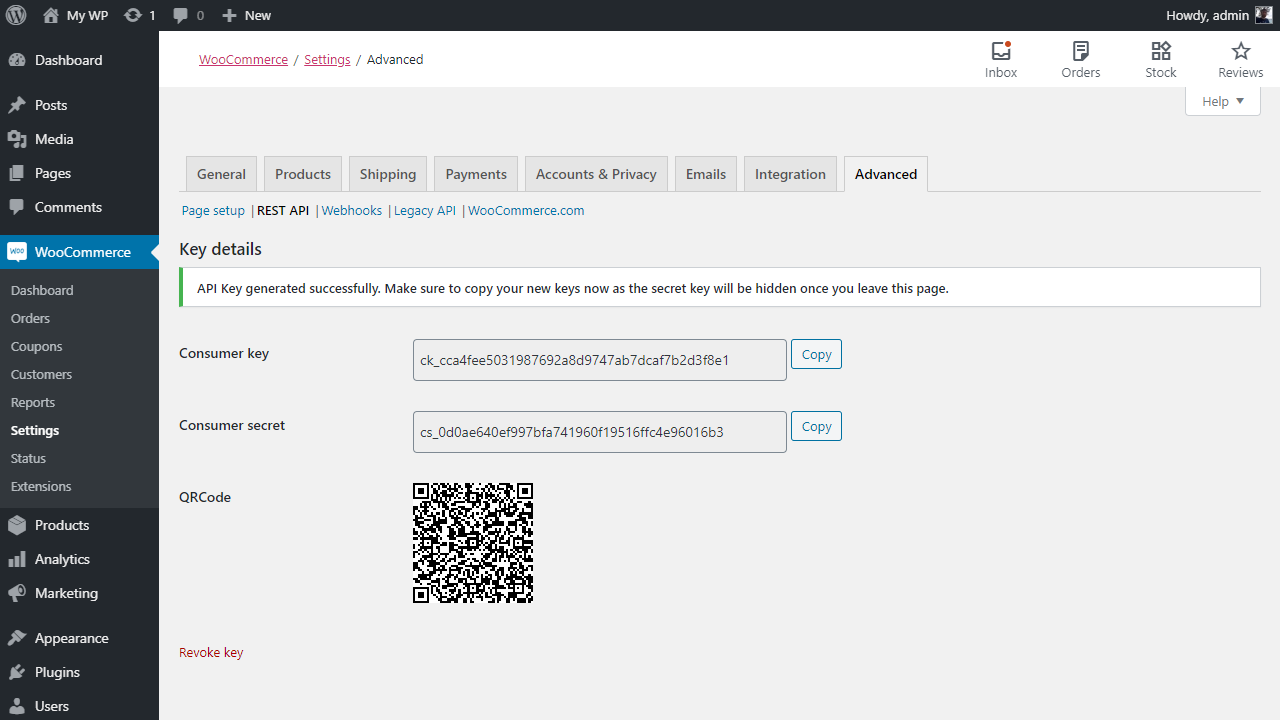 My WP 1 0 New Howdy, admin
WooCommerce / Settings / Advanced
Inbox Orders Stock Reviews
Help
Dashboard
Posts
Media
Pages
Comments
woo WooCommerce
Dashboard
Orders
Coupons
Customers
Reports
Settings
Status
Extensions
Products
Analytics
Marketing
Appearance
Plugins
Users
General Products Shipping Payments Accounts & Privacy Emails Integration Advanced
Page setup | REST API | Webhooks | Legacy API | WooCommerce.com
Key details
API Key generated successfully. Make sure to copy your new keys now as the secret key will be hidden once you leave this page.
Consumer key ck_cca4fee5031987692a8d9747ab7dcaf7b2d3f8e1 Copy
Consumer secret cs_0d0ae640ef997bfa741960f19516ffc4e96016b3 Copy
QRCode
Revoke key